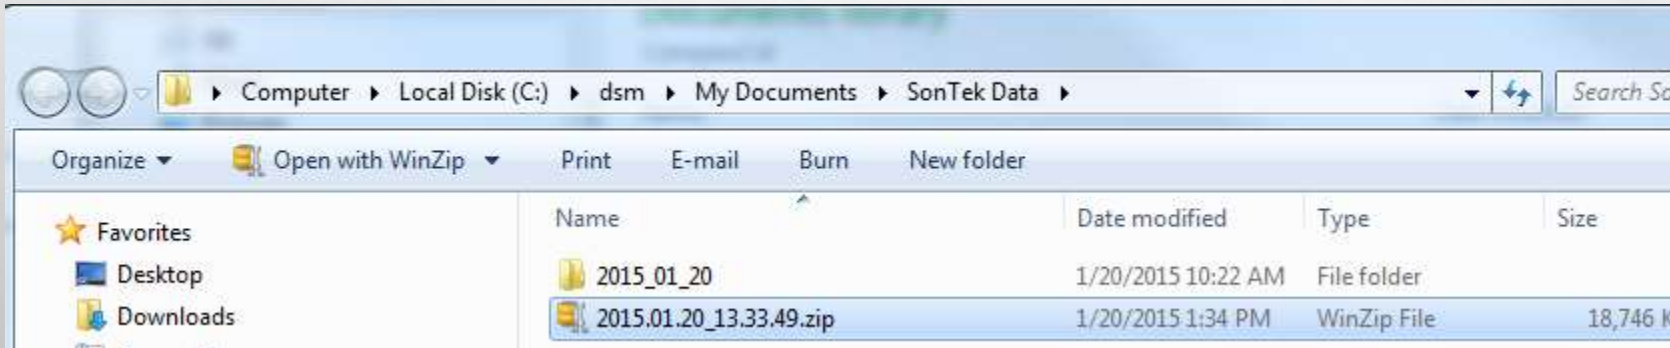 Computer Local Disk (C:) dsm My Documents SonTek Data Search So
Organize Open with WinZip Print E-mail Burn New folder
Name Date modified Type Size
Favorites
Desktop
Downloads
2015_01_20 1/20/2015 10:22 AM File folder
2015.01.20_13.33.49.zip 1/20/2015 1:34 PM WinZip File 18,746 K